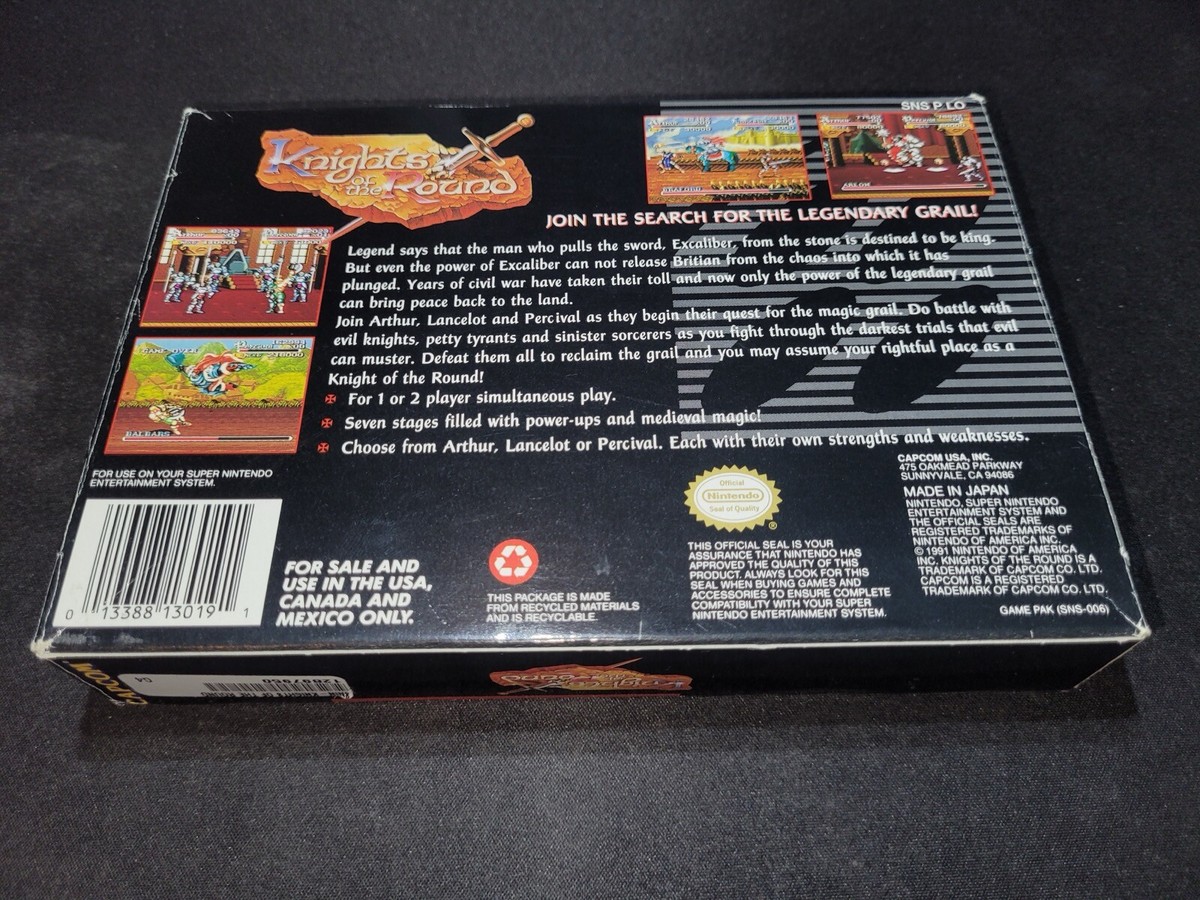 SNS P LO
Knights
of the Round
JOIN THE SEARCH FOR THE LEGENDARY GRAIL!
Legend says that the man who pulls the sword, Excaliber, from the stone is destined to be king.
But even the power of Excaliber can not release Britian from the chaos into which it has
plunged. Years of civil war have taken their toll and now only the power of the legendary grail
can bring peace back to the land.
Join Arthur, Lancelot and Percival as they begin their quest for the magic grail. Do battle with
evil knights, petty tyrants and sinister sorcerers as you fight through the darkest trials that evil
can muster. Defeat them all to reclaim the grail and you may assume your rightful place as a
Knight of the Round!
For 1 or 2 player simultaneous play.
Seven stages filled with power-ups and medieval magic!
Choose from Arthur, Lancelot or Percival. Each with their own strengths and weaknesses.
GAME OVER
BALBARS
FOR USE ON YOUR SUPER NINTENDO
ENTERTAINMENT SYSTEM.
0 13388 13019 1
FOR SALE AND
USE IN THE USA,
CANADA AND
MEXICO ONLY.
THIS PACKAGE IS MADE
FROM RECYCLED MATERIALS
AND IS RECYCLABLE.
Official
Nintendo
Seal of Quality
®
THIS OFFICIAL SEAL IS YOUR
ASSURANCE THAT NINTENDO HAS
APPROVED THE QUALITY OF THIS
PRODUCT. ALWAYS LOOK FOR THIS
SEAL WHEN BUYING GAMES AND
ACCESSORIES TO ENSURE COMPLETE
COMPATIBILITY WITH YOUR SUPER
NINTENDO ENTERTAINMENT SYSTEM.
CAPCOM USA, INC.
475 OAKMEAD PARKWAY
SUNNYVALE, CA 94086
MADE IN JAPAN
NINTENDO, SUPER NINTENDO
ENTERTAINMENT SYSTEM AND
THE OFFICIAL SEALS ARE
REGISTERED TRADEMARKS OF
NINTENDO OF AMERICA INC.
© 1991 NINTENDO OF AMERICA
INC. KNIGHTS OF THE ROUND IS A
TRADEMARK OF CAPCOM CO. LTD.
CAPCOM IS A REGISTERED
TRADEMARK OF CAPCOM CO. LTD.
GAME PAK (SNS-006)
CAPCOM
G4